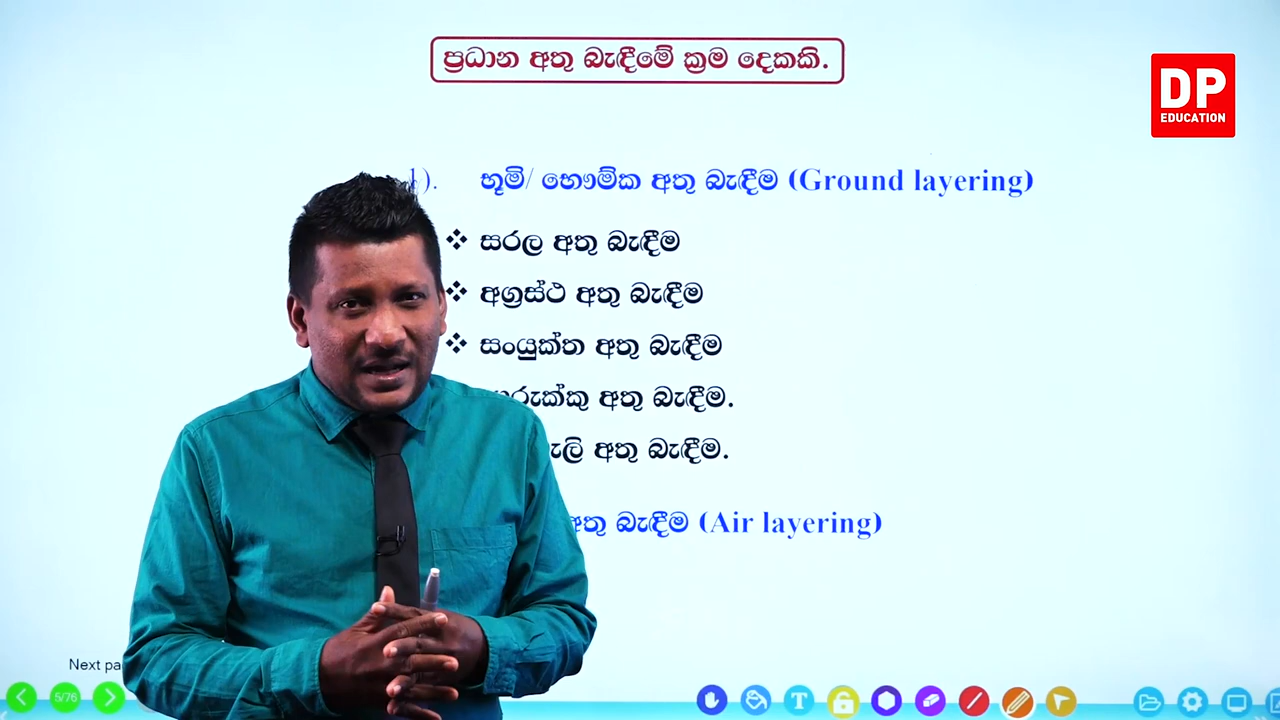 ප්‍රධාන අතු බැඳීමේ ක්‍රම දෙකකි.
DP
EDUCATION
1). භූමි/ භෞමික අතු බැඳීම (Ground layering)
❖ සරල අතු බැඳීම
❖ අග්‍රස්ථ අතු බැඳීම
❖ සංයුක්ත අතු බැඳීම
අතු බැඳීම.
අතු බැඳීම.
අතු බැඳීම (Air layering)
Next
5/76